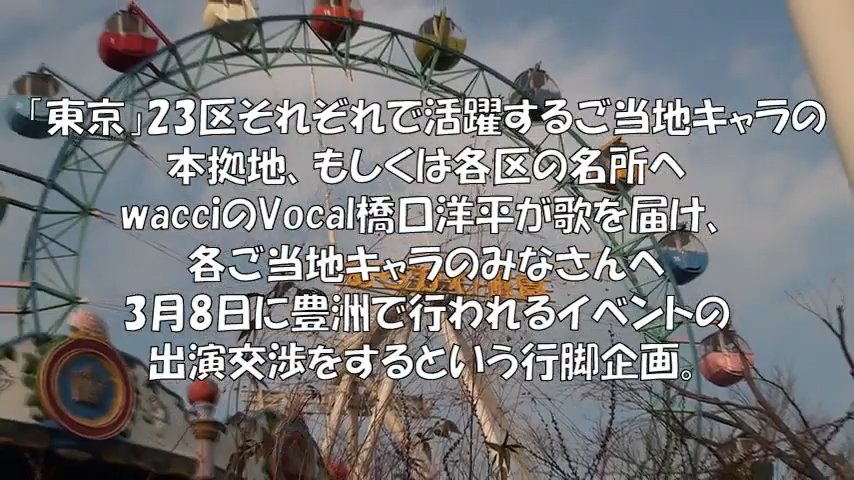 「東京」23区それぞれで活躍するご当地キャラの
本拠地、もしくは各区の名所へ
wacciのVocal橋口洋平が歌を届け、
各ご当地キャラのみなさんへ
3月8日に豊洲で行われるイベントの
出演交渉をするという行脚企画。